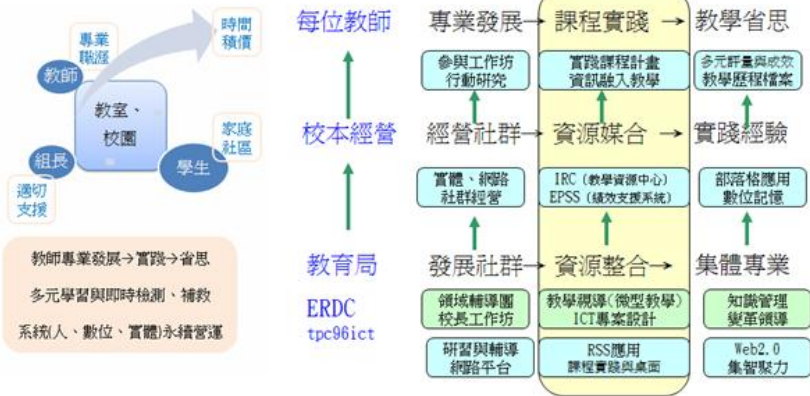 專業
職涯
時間
積價
教師
教室、
校園
家庭
社區
組長
學生
適切
支援
教師專業發展→實踐→省思
多元學習與即時檢測、補救
系統(人、數位、實體)永續營運
每位教師
專業發展
課程實踐
教學省思
參與工作坊
行動研究
實踐課程計畫
資訊融入教學
多元評量與成效
教學歷程檔案
校本經營
經營社群
資源媒合
實踐經驗
實體、網路
社群經營
IRC (教學資源中心)
EPSS (績效支援系統)
部落格應用
數位記憶
教育局
發展社群
資源整合
集體專業
ERDC
tpc96ict
領域輔導團
校長工作坊
教學視導(微型教學)
ICT專案設計
知識管理
變革領導
研習與輔導
網路平台
RSS應用
課程實踐與桌面
Web2.0
集智聚力